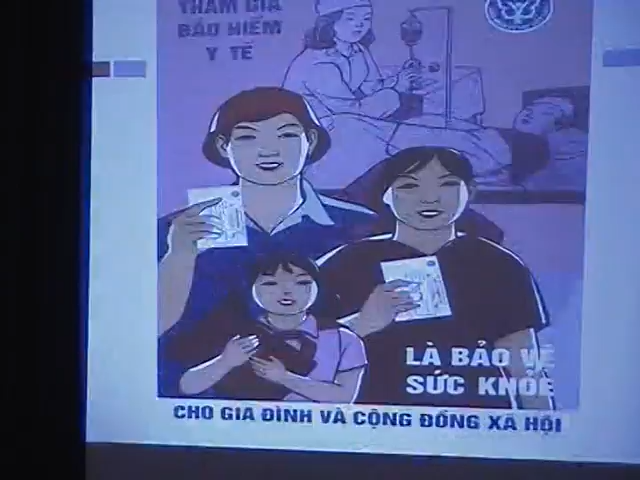 THAM GIA
BẢO HIỂM
Y TẾ
LÀ BẢO VỆ
SỨC KHỎE
CHO GIA ĐÌNH VÀ CỘNG ĐỒNG XÃ HỘI